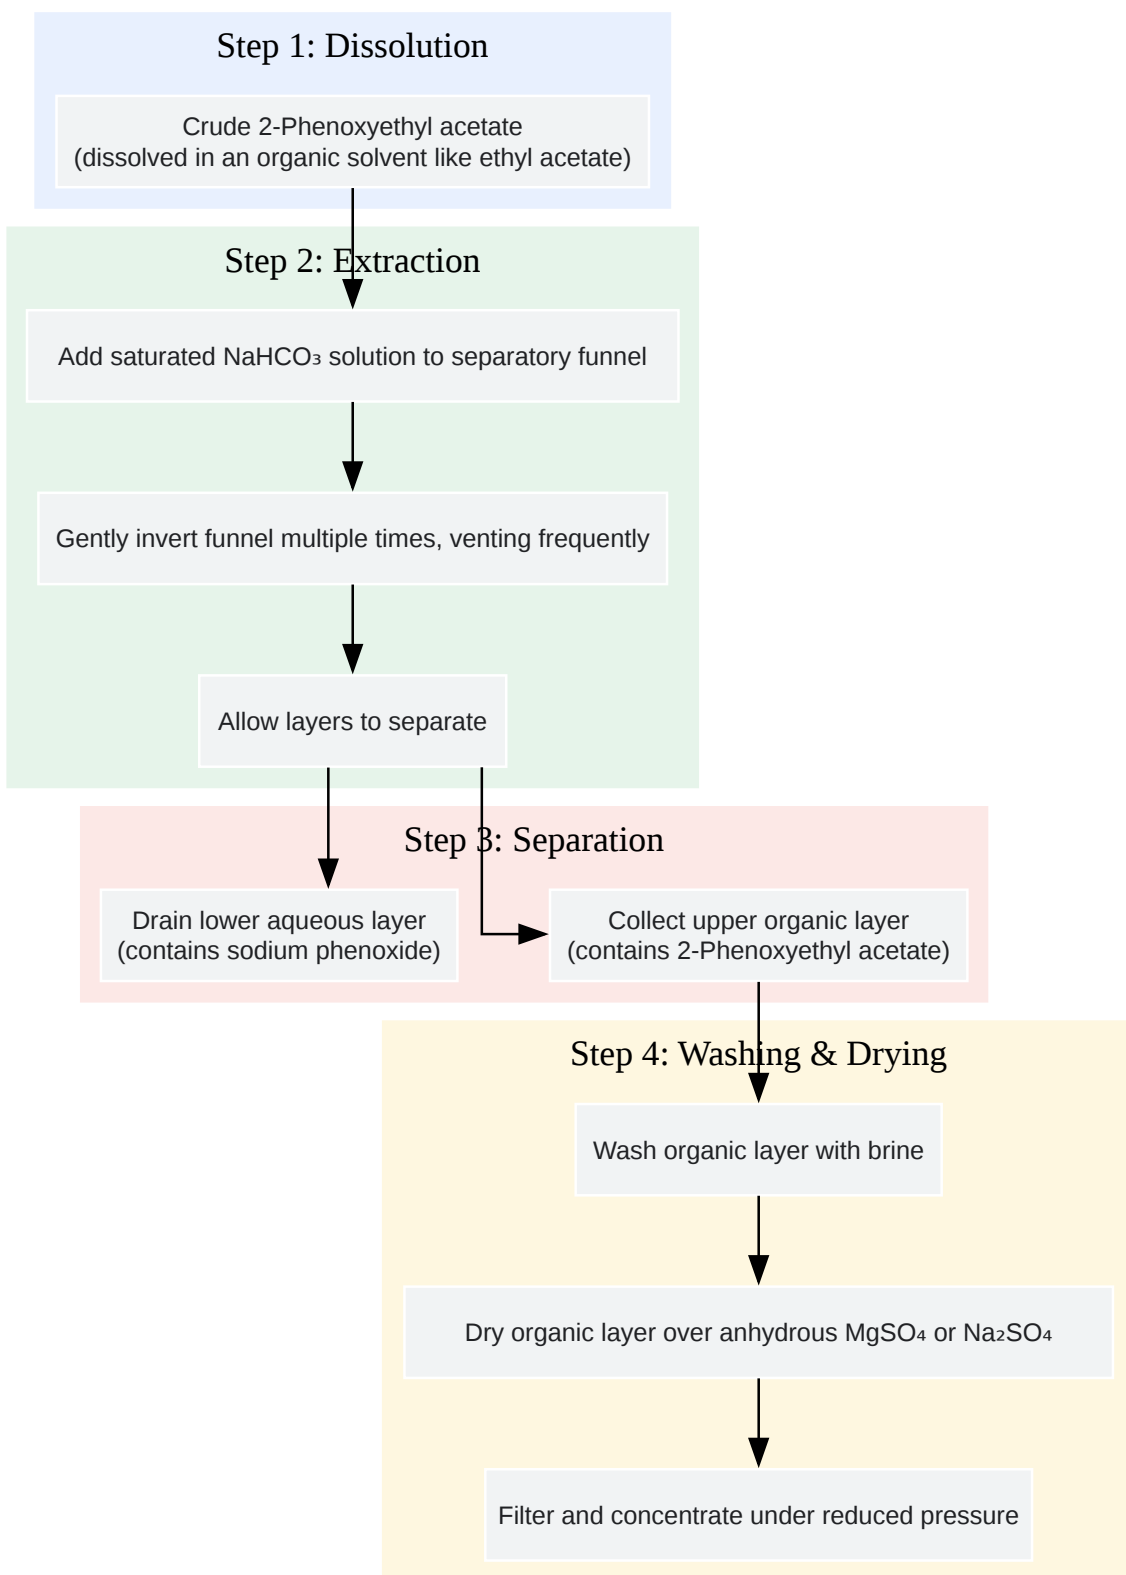 Step 1: Dissolution
Crude 2-Phenoxyethyl acetate
(dissolved in an organic solvent like ethyl acetate)
Step 2: Extraction
Add saturated NaHCO₃ solution to separatory funnel
Gently invert funnel multiple times, venting frequently
Allow layers to separate
Step 3: Separation
Drain lower aqueous layer
(contains sodium phenoxide)
Collect upper organic layer
(contains 2-Phenoxyethyl acetate)
Step 4: Washing & Drying
Wash organic layer with brine
Dry organic layer over anhydrous MgSO₄ or Na₂SO₄
Filter and concentrate under reduced pressure